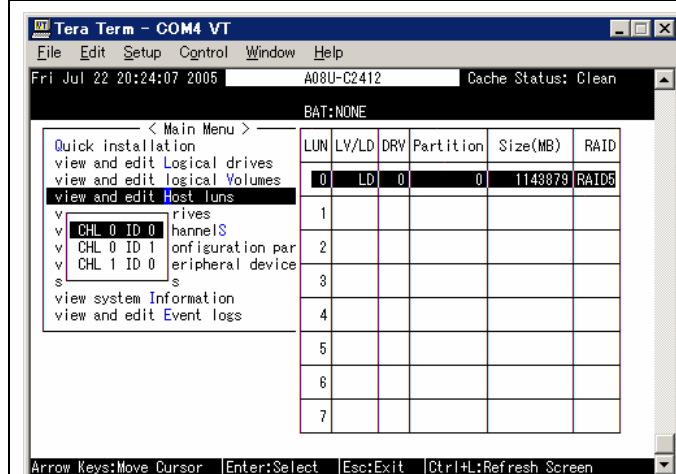 Tera Term - COM4 VT
File Edit Setup Control Window Help
Fri Jul 22 20:24:07 2005 A08U-C2412 Cache Status: Clean
BAT:NONE
< Main Menu >
Quick installation
view and edit Logical drives
view and edit logical Volumes
view and edit Host luns
v rives
v hannelS
v onfiguration par
v eripheral device
s s
view system Information
view and edit Event logs
CHL 0 ID 0
CHL 0 ID 1
CHL 1 ID 0
LUN LV/LD DRV Partition Size(MB) RAID
0 LD 0 0 1143879 RAID5
1
2
3
4
5
6
7
Arrow Keys:Move Cursor |Enter:Select |Esc:Exit |Ctrl+L:Refresh Screen